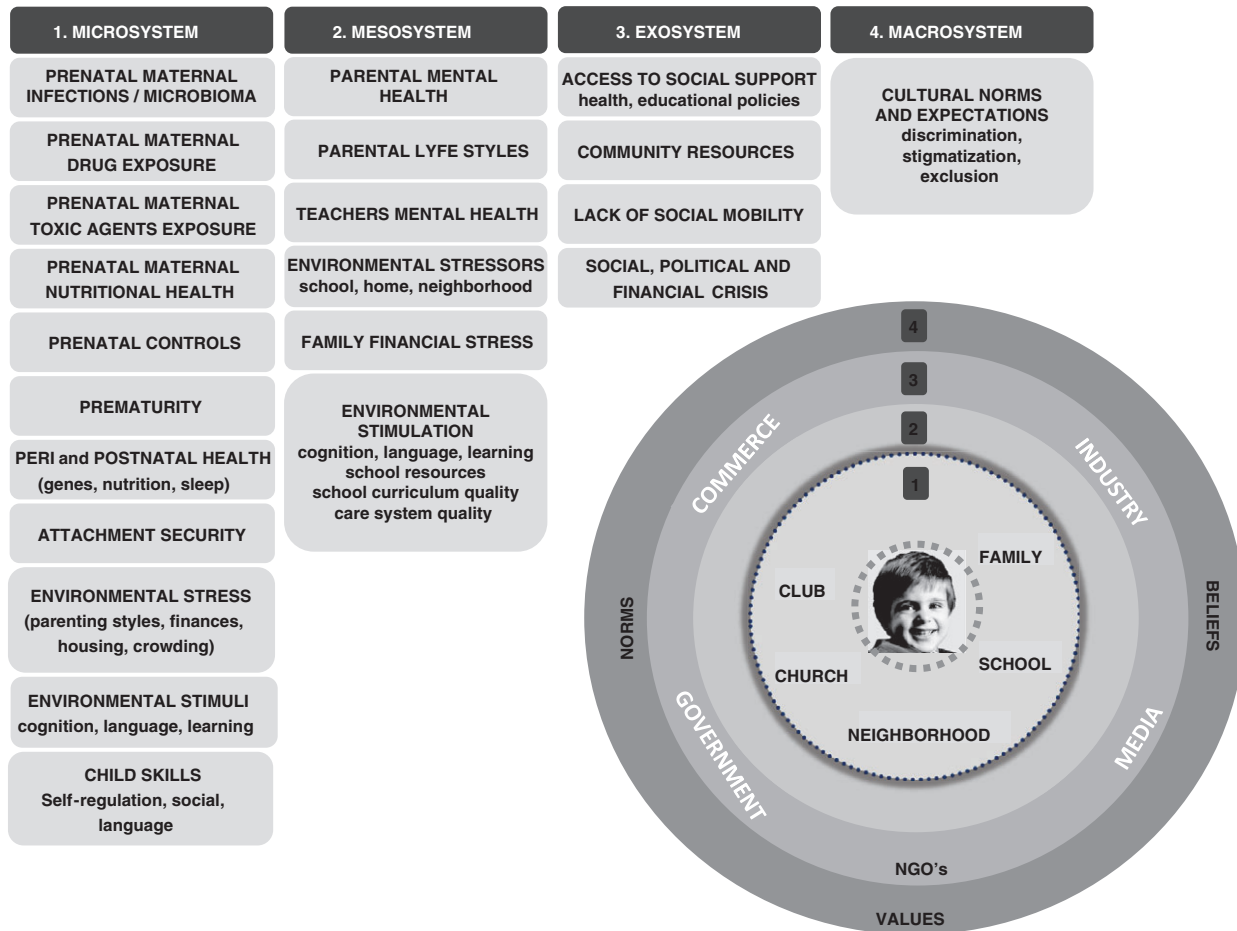 1. MICROSYSTEM
PRENATAL MATERNAL
INFECTIONS / MICROBIOMA
PRENATAL MATERNAL
DRUG EXPOSURE
PRENATAL MATERNAL
TOXIC AGENTS EXPOSURE
PRENATAL MATERNAL
NUTRITIONAL HEALTH
PRENATAL CONTROLS
PREMATURITY
PERI and POSTNATAL HEALTH
(genes, nutrition, sleep)
ATTACHMENT SECURITY
ENVIRONMENTAL STRESS
(parenting styles, finances,
housing, crowding)
ENVIRONMENTAL STIMULI
cognition, language, learning
CHILD SKILLS
Self-regulation, social,
language
2. MESOSYSTEM
PARENTAL MENTAL
HEALTH
PARENTAL LYFE STYLES
TEACHERS MENTAL HEALTH
ENVIRONMENTAL STRESSORS
school, home, neighborhood
FAMILY FINANCIAL STRESS
ENVIRONMENTAL
STIMULATION
cognition, language, learning
school resources
school curriculum quality
care system quality
3. EXOSYSTEM
ACCESS TO SOCIAL SUPPORT
health, educational policies
COMMUNITY RESOURCES
LACK OF SOCIAL MOBILITY
SOCIAL, POLITICAL AND
FINANCIAL CRISIS
4. MACROSYSTEM
CULTURAL NORMS
AND EXPECTATIONS
discrimination,
stigmatization,
exclusion
4
3
2
1
COMMERCE
INDUSTRY
FAMILY
CLUB
NORMS
BELIEFS
SCHOOL
CHURCH
NEIGHBORHOOD
GOVERNMENT
MEDIA
NGO's
VALUES